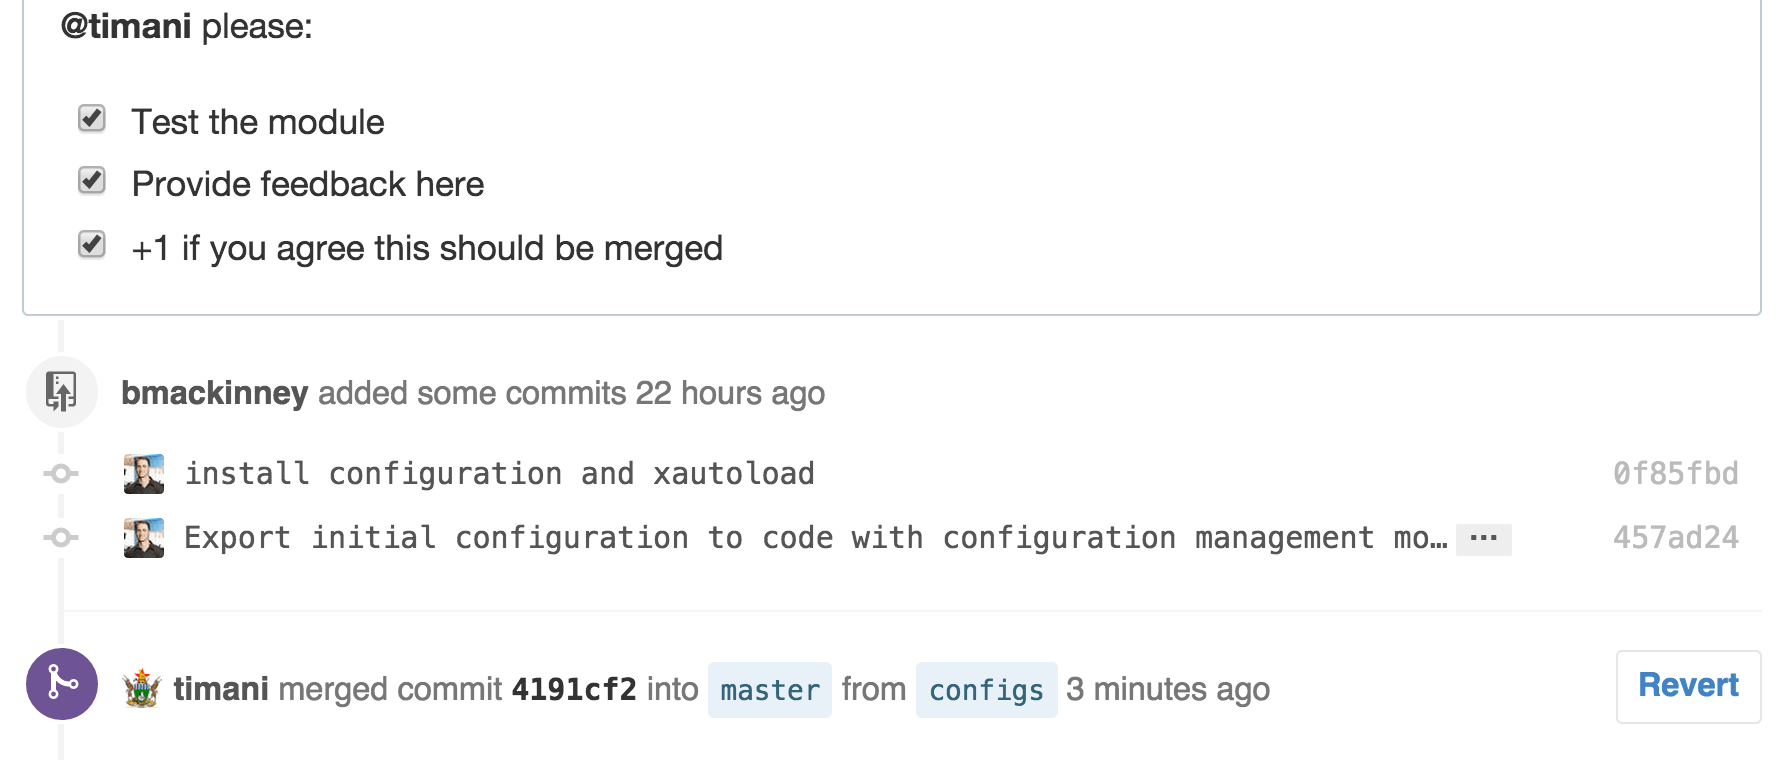 @timani please:
Test the module
Provide feedback here
+1 if you agree this should be merged
bmackinney added some commits 22 hours ago
install configuration and xautoload 0f85fbd
Export initial configuration to code with configuration management mo… ··· 457ad24
timani merged commit 4191cf2 into master from configs 3 minutes ago Revert